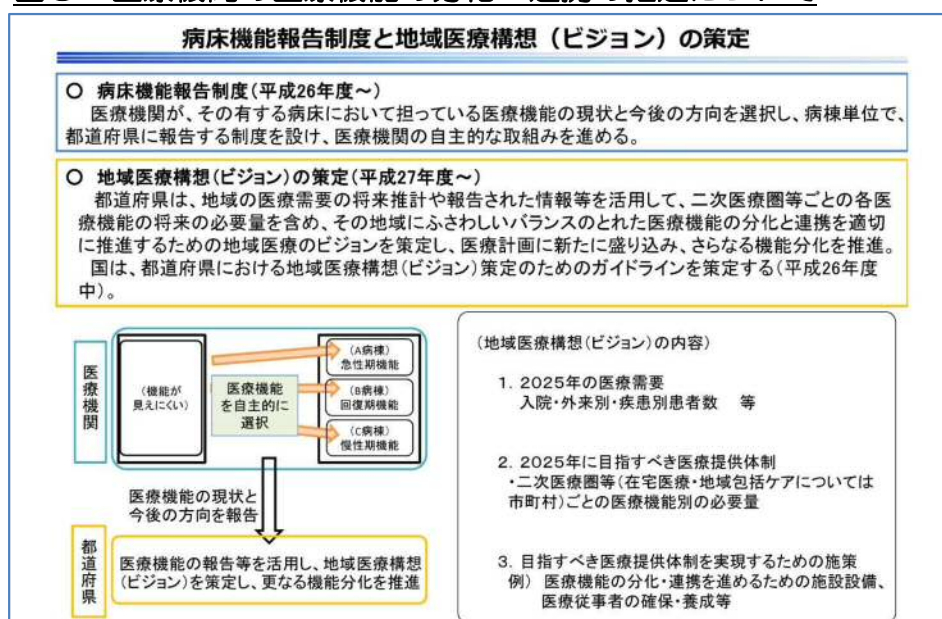 病床機能報告制度と地域医療構想（ビジョン）の策定
○ 病床機能報告制度(平成26年度～)
医療機関が、その有する病床において担っている医療機能の現状と今後の方向を選択し、病棟単位で、
都道府県に報告する制度を設け、医療機関の自主的な取組みを進める。
○ 地域医療構想(ビジョン)の策定(平成27年度～)
都道府県は、地域の医療需要の将来推計や報告された情報等を活用して、二次医療圏等ごとの各医
療機能の将来の必要量を含め、その地域にふさわしいバランスのとれた医療機能の分化と連携を適切
に推進するための地域医療のビジョンを策定し、医療計画に新たに盛り込み、さらなる機能分化を推進。
国は、都道府県における地域医療構想(ビジョン)策定のためのガイドラインを策定する(平成26年度
中)。
医療機関
(機能が
見えにくい)
医療機能
を自主的に
選択
(A病棟)
急性期機能
(B病棟)
回復期機能
(C病棟)
慢性期機能
医療機能の現状と
今後の方向を報告
都道府県
医療機能の報告等を活用し、地域医療構想
(ビジョン)を策定し、更なる機能分化を推進
(地域医療構想(ビジョン)の内容)
1. 2025年の医療需要
入院・外来別・疾患別患者数 等
2. 2025年に目指すべき医療提供体制
・二次医療圏等(在宅医療・地域包括ケアについては
市町村)ごとの医療機能別の必要量
3. 目指すべき医療提供体制を実現するための施策
例) 医療機能の分化・連携を進めるための施設設備、
医療従事者の確保・養成等